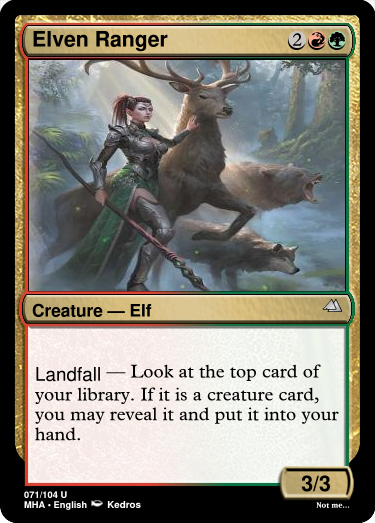 Elven Ranger 2
Creature — Elf
Landfall — Look at the top card of
your library. If it is a creature card,
you may reveal it and put it into your
hand.
3/3
071/104 U
MHA • English Kedros
Not me...